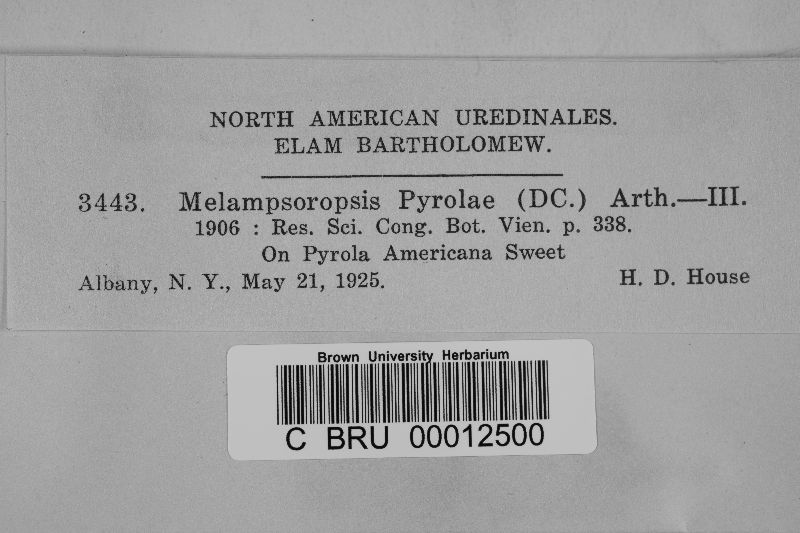 NORTH AMERICAN UREDINALES.
ELAM BARTHOLOMEW.
3443. Melampsoropsis Pyrolae (DC.) Arth.—III.
1906 : Res. Sci. Cong. Bot. Vien. p. 338.
On Pyrola Americana Sweet
Albany, N. Y., May 21, 1925. H. D. House
Brown University Herbarium
C BRU 00012500